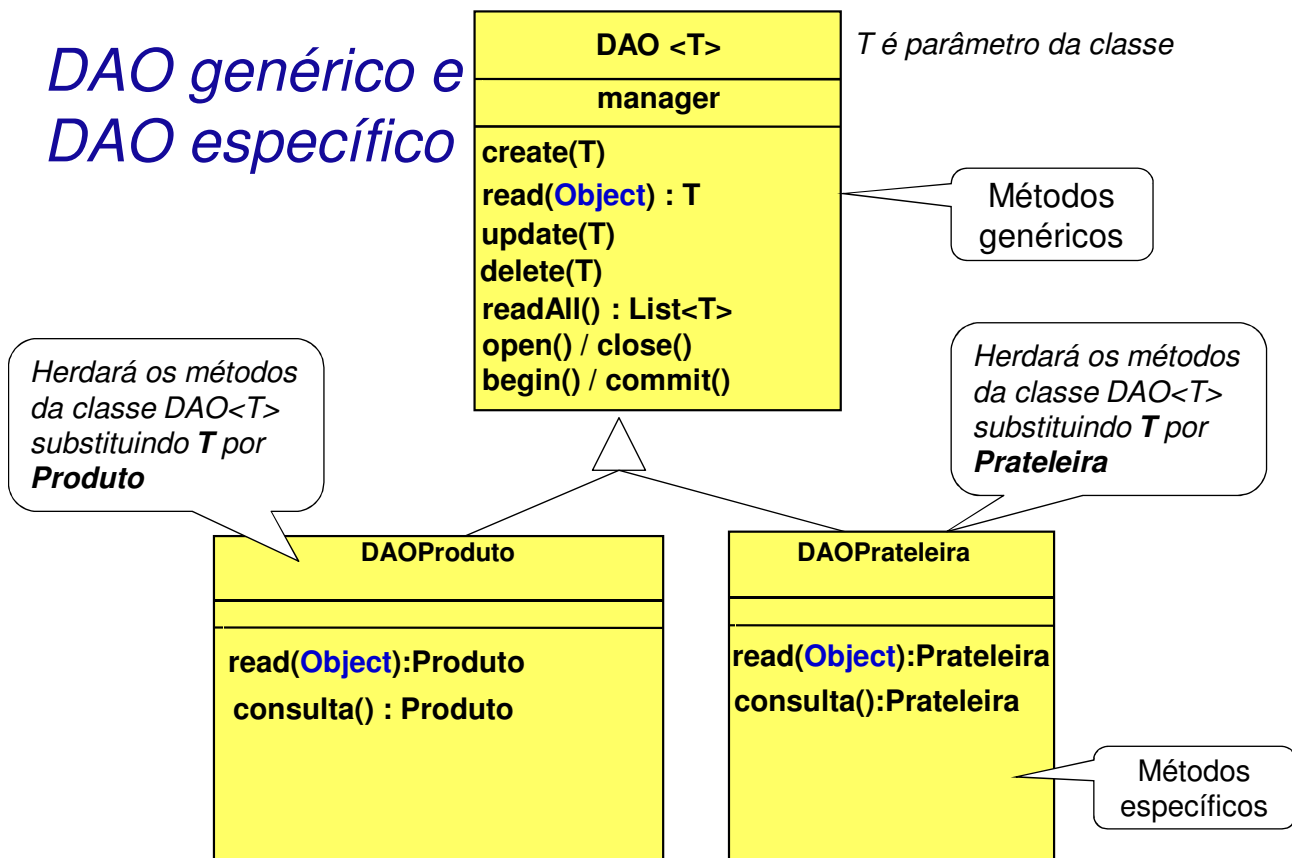 DAO genérico e
DAO específico
DAO <T>
T é parâmetro da classe
manager
create(T)
read(Object) : T
update(T)
delete(T)
readAll() : List<T>
open() / close()
begin() / commit()
Métodos
genéricos
Herdará os métodos
da classe DAO<T>
substituindo T por
Produto
Herdará os métodos
da classe DAO<T>
substituindo T por
Prateleira
DAOProduto
read(Object):Produto
consulta() : Produto
DAOPrateleira
read(Object):Prateleira
consulta():Prateleira
Métodos
específicos